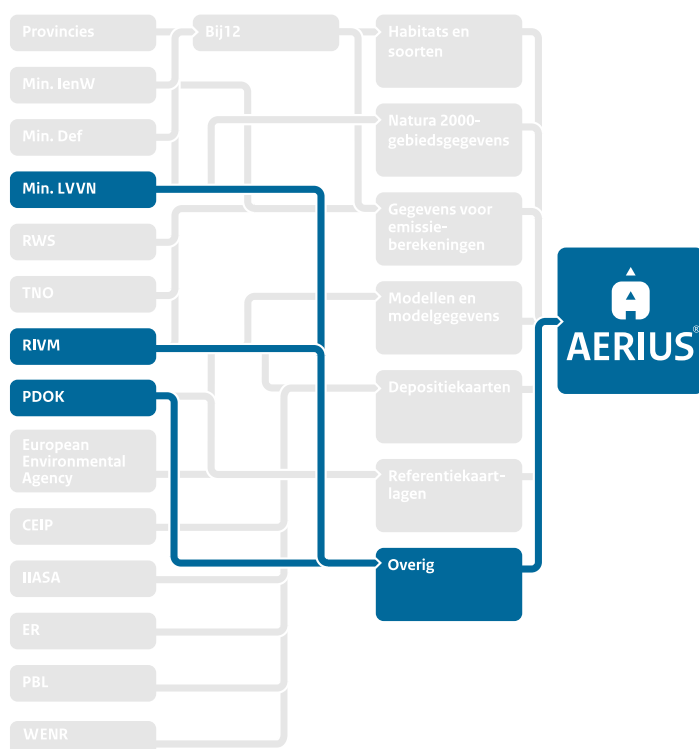 Provincies
Min. IenW
Min. Def
Min. LVVN
RWS
TNO
RIVM
PDOK
European
Environmental
Agency
CEIP
IIASA
ER
PBL
WENR
Bij12
Habitats en
soorten
Natura 2000-
gebiedsgegevens
Gegevens voor
emissie-
berekeningen
Modellen en
modelgegevens
Depositiekaarten
Referentiekaart-
lagen
Overig
AERIUS®